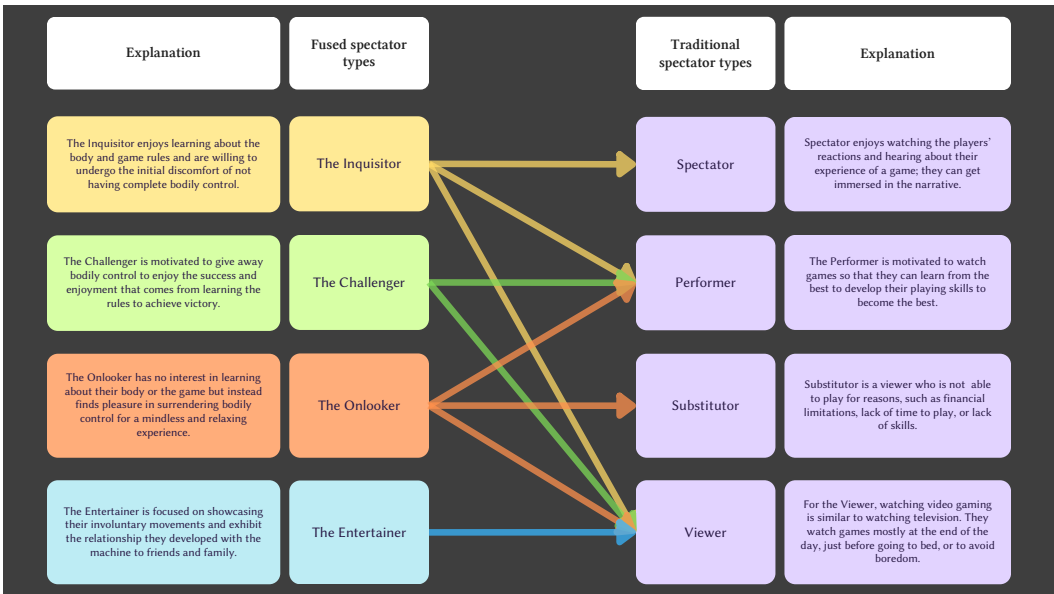 Explanation
Fused spectator
types
Traditional
spectator types
Explanation
The Inquisitor enjoys learning about the
body and game rules and are willing to
undergo the initial discomfort of not
having complete bodily control.
The Inquisitor
Spectator
Spectator enjoys watching the players’
reactions and hearing about their
experience of a game; they can get
immersed in the narrative.
The Challenger is motivated to give away
bodily control to enjoy the success and
enjoyment that comes from learning the
rules to achieve victory.
The Challenger
Performer
The Performer is motivated to watch
games so that they can learn from the
best to develop their playing skills to
become the best.
The Onlooker has no interest in learning
about their body or the game but instead
finds pleasure in surrendering bodily
control for a mindless and relaxing
experience.
The Onlooker
Substitutor
Substitutor is a viewer who is not able
to play for reasons, such as financial
limitations, lack of time to play, or lack
of skills.
The Entertainer is focused on showcasing
their involuntary movements and exhibit
the relationship they developed with the
machine to friends and family.
The Entertainer
Viewer
For the Viewer, watching video gaming
is similar to watching television. They
watch games mostly at the end of the
day, just before going to bed, or to avoid
boredom.